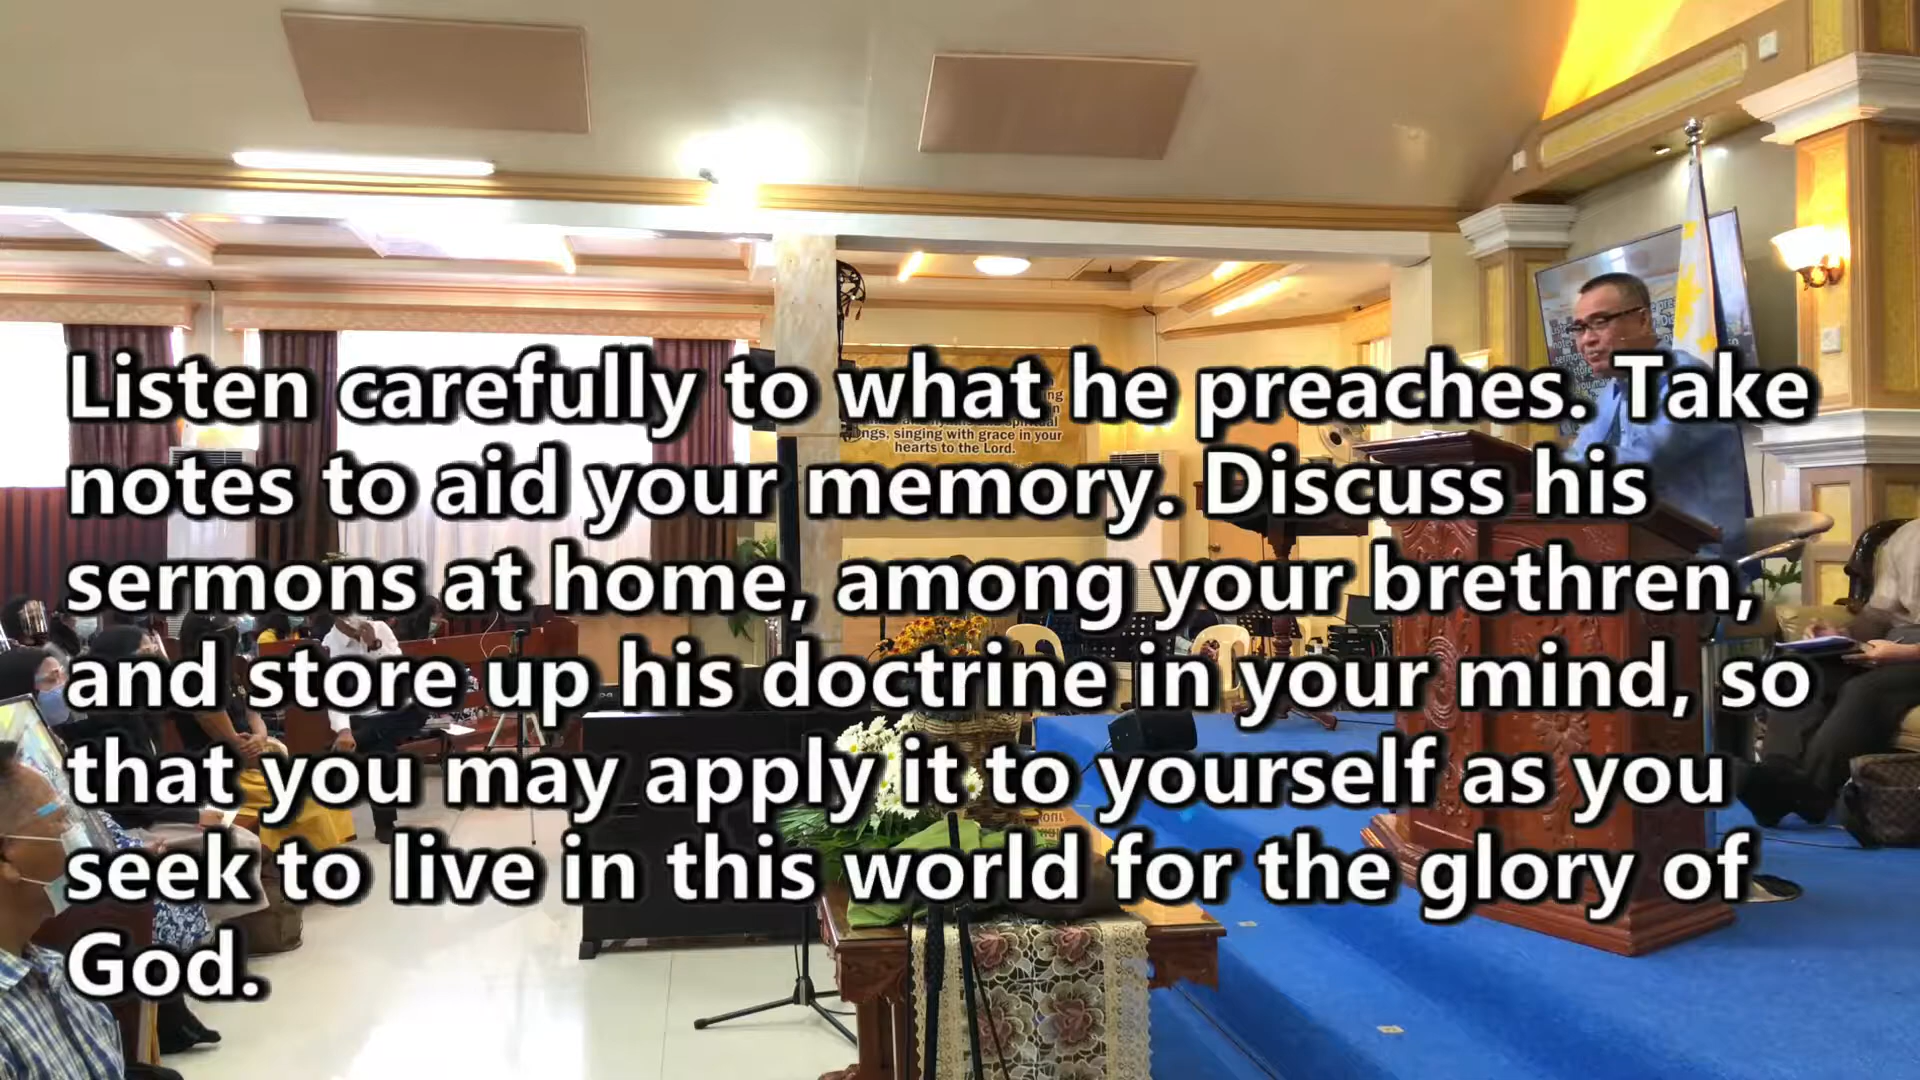 Listen carefully to what he preaches. Take
notes to aid your memory. Discuss his
sermons at home, among your brethren,
and store up his doctrine in your mind, so
that you may apply it to yourself as you
seek to live in this world for the glory of
God.
songs, singing with grace in your
hearts to the Lord.